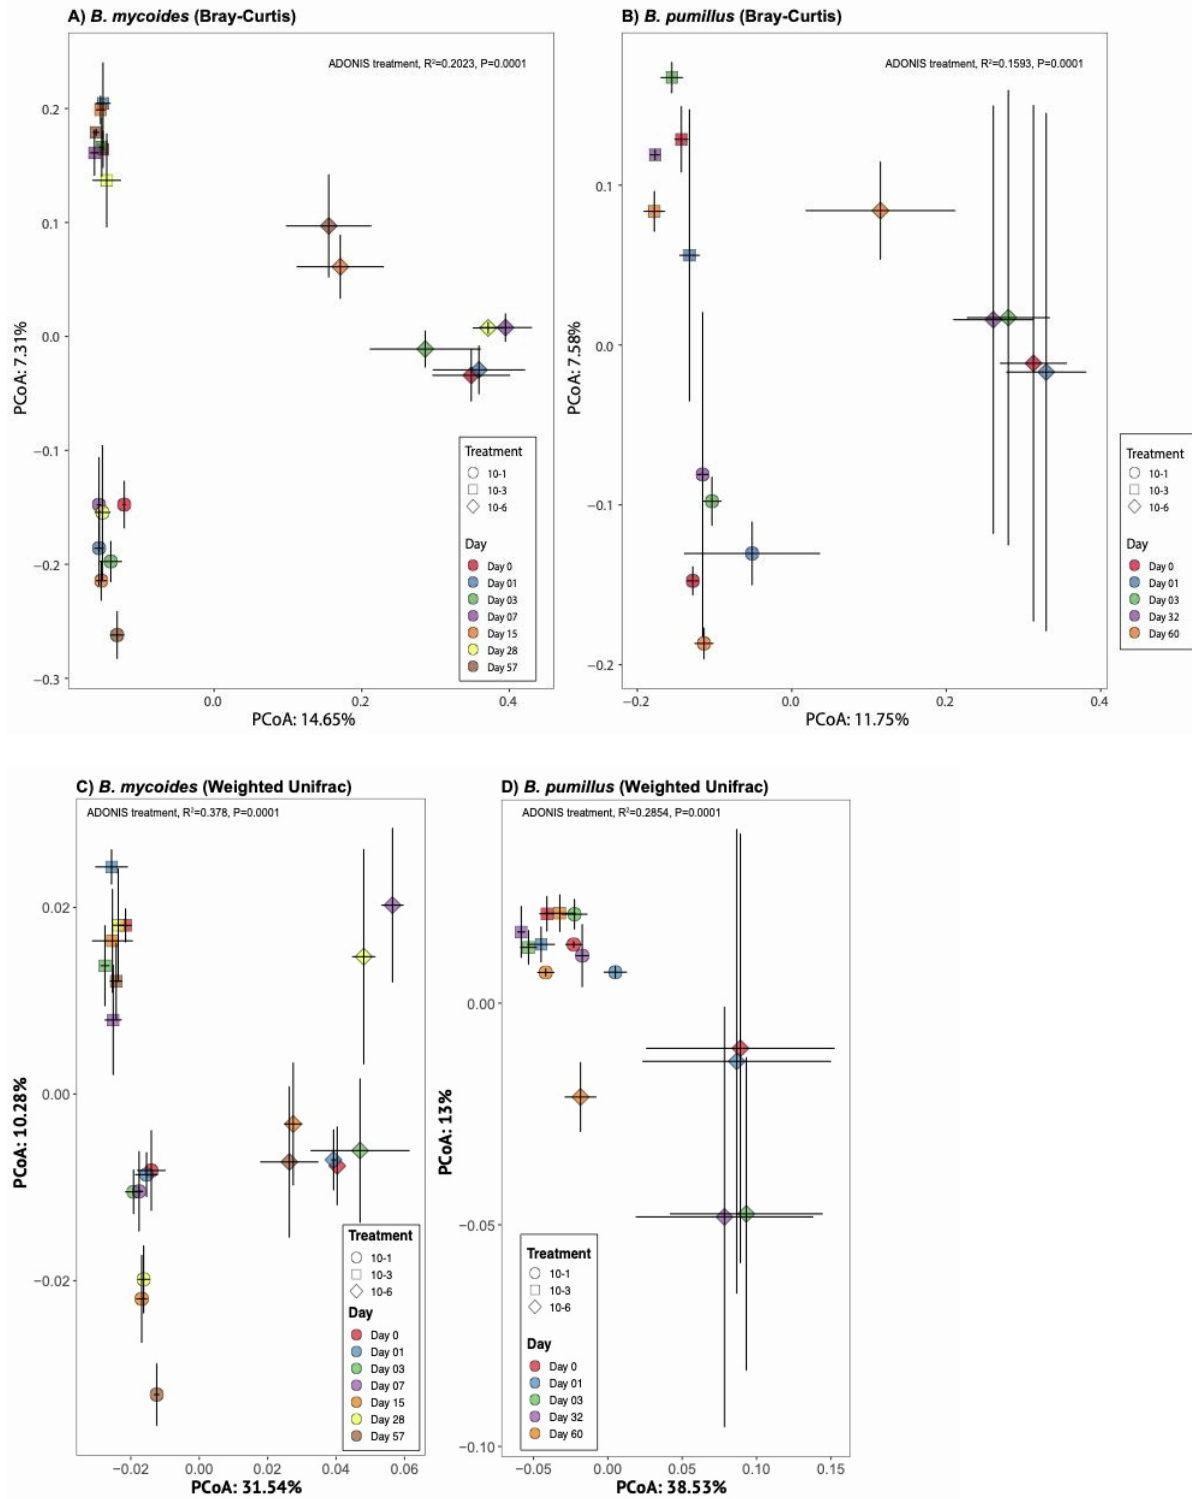 A) B. mycoides (Bray-Curtis)
ADONIS treatment, R²=0.2023, P=0.0001
0.2
0.1
0.0
−0.1
−0.2
−0.3
PCoA: 7.31%
0.0
0.2
0.4
PCoA: 14.65%
Treatment
10-1
10-3
10-6
Day
Day 0
Day 01
Day 03
Day 07
Day 15
Day 28
Day 57
B) B. pumillus (Bray-Curtis)
ADONIS treatment, R²=0.1593, P=0.0001
0.1
0.0
−0.1
−0.2
PCoA: 7.58%
−0.2
0.0
0.2
0.4
PCoA: 11.75%
Treatment
10-1
10-3
10-6
Day
Day 0
Day 01
Day 03
Day 32
Day 60
C) B. mycoides (Weighted Unifrac)
ADONIS treatment, R²=0.378, P=0.0001
0.02
0.00
−0.02
PCoA: 10.28%
−0.02
0.00
0.02
0.04
0.06
PCoA: 31.54%
Treatment
10-1
10-3
10-6
Day
Day 0
Day 01
Day 03
Day 07
Day 15
Day 28
Day 57
D) B. pumillus (Weighted Unifrac)
ADONIS treatment, R²=0.2854, P=0.0001
0.00
−0.05
−0.10
PCoA: 13%
−0.05
0.00
0.05
0.10
0.15
PCoA: 38.53%
Treatment
10-1
10-3
10-6
Day
Day 0
Day 01
Day 03
Day 32
Day 60